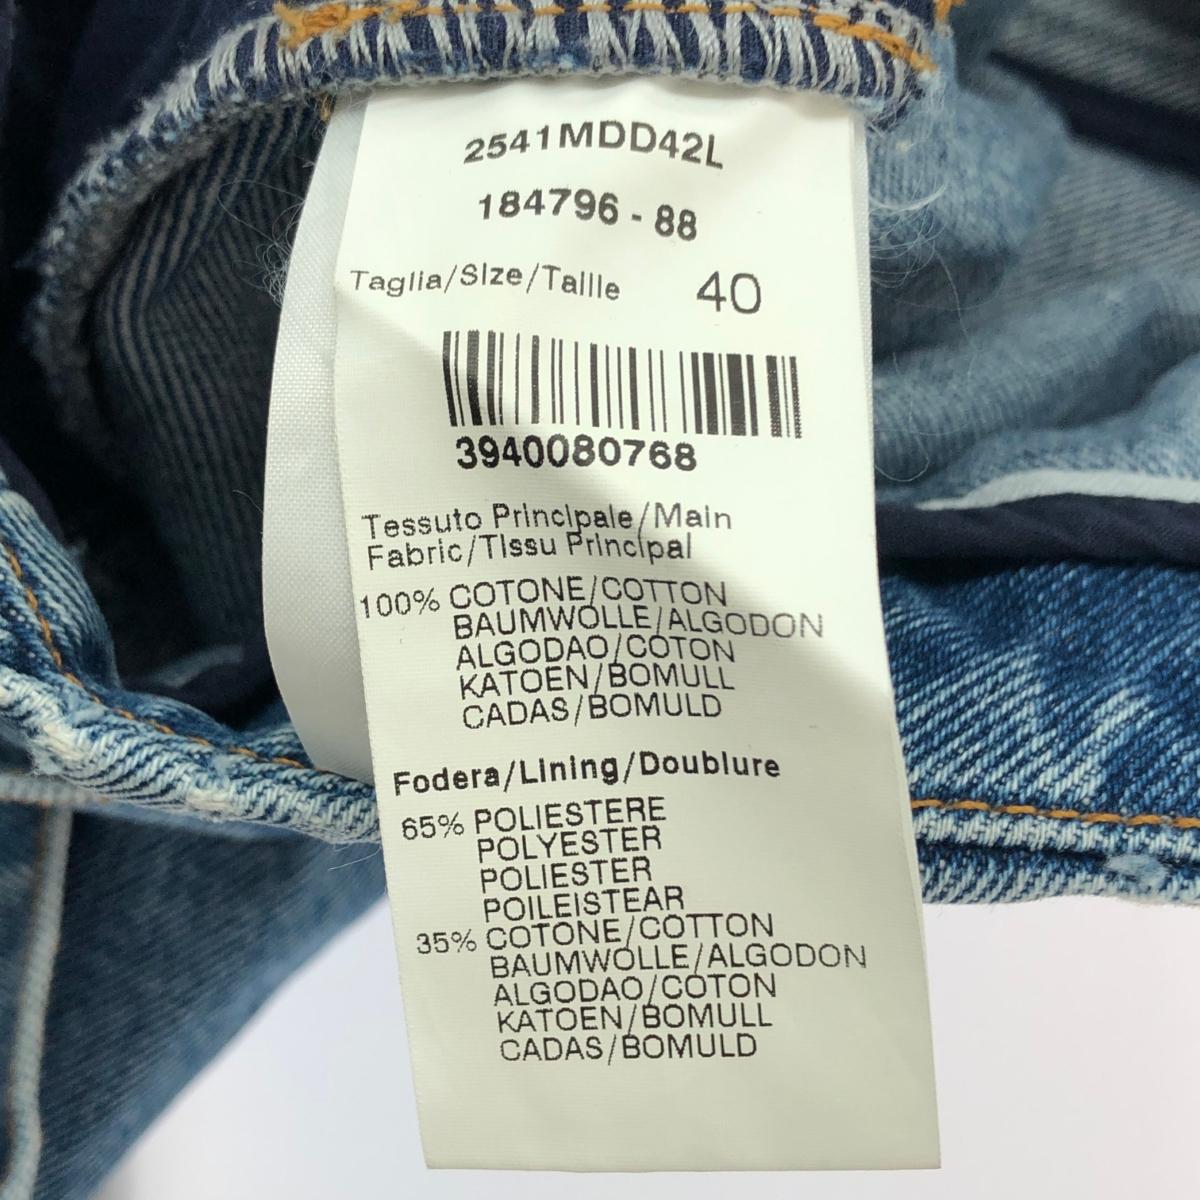 2541MDD42L
184796 - 88
Taglia/Size/Taille 40
3940080768
Tessuto Principale/Main
Fabric/Tissu Principal
100% COTONE/COTTON
BAUMWOLLE/ALGODON
ALGODAO/COTON
KATOEN/BOMULL
CADAS/BOMULD
Fodera/Lining/Doublure
65% POLIESTERE
POLYESTER
POLIESTER
POILEISTEAR
35% COTONE/COTTON
BAUMWOLLE/ALGODON
ALGODAO/COTON
KATOEN/BOMULL
CADAS/BOMULD